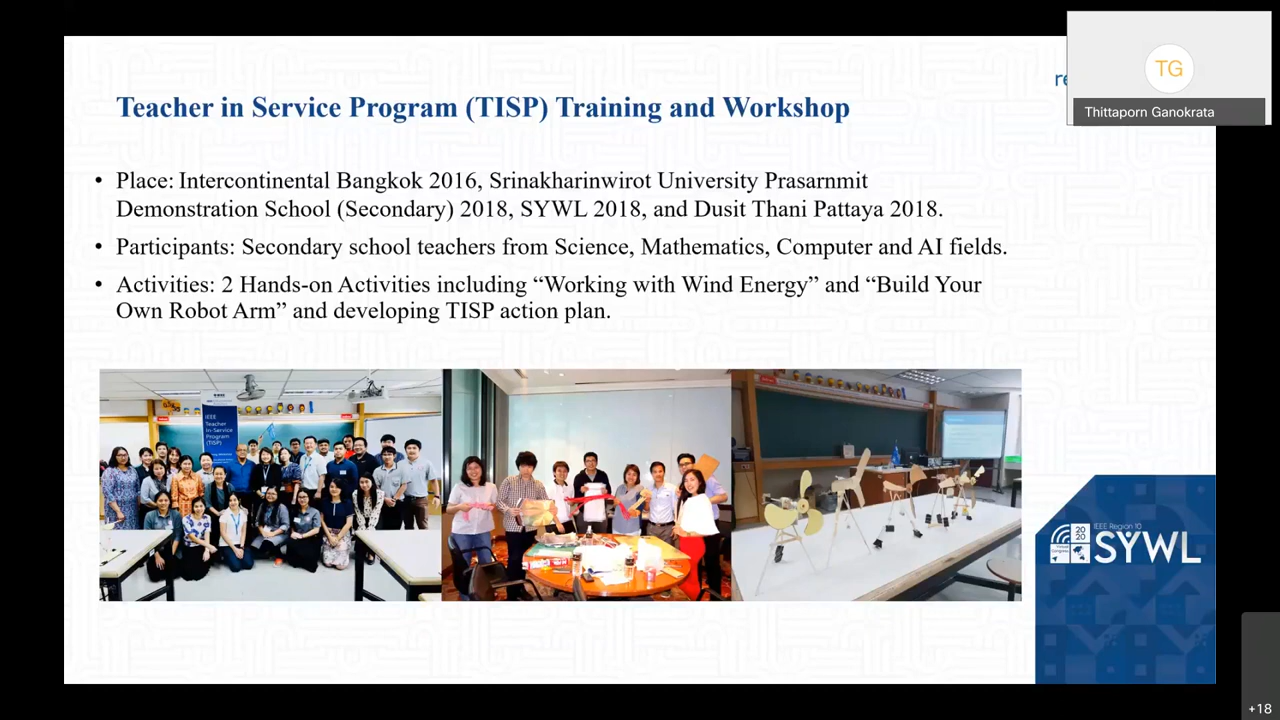 re
TG
Thittaporn Ganokrata
Teacher in Service Program (TISP) Training and Workshop
• Place: Intercontinental Bangkok 2016, Srinakharinwirot University Prasarnmit
Demonstration School (Secondary) 2018, SYWL 2018, and Dusit Thani Pattaya 2018.
• Participants: Secondary school teachers from Science, Mathematics, Computer and AI fields.
• Activities: 2 Hands-on Activities including “Working with Wind Energy” and “Build Your
Own Robot Arm” and developing TISP action plan.
IEEE
Teacher
In-Service
Program
(TISP)
IEEE Region 10
2020
SYWL
+18